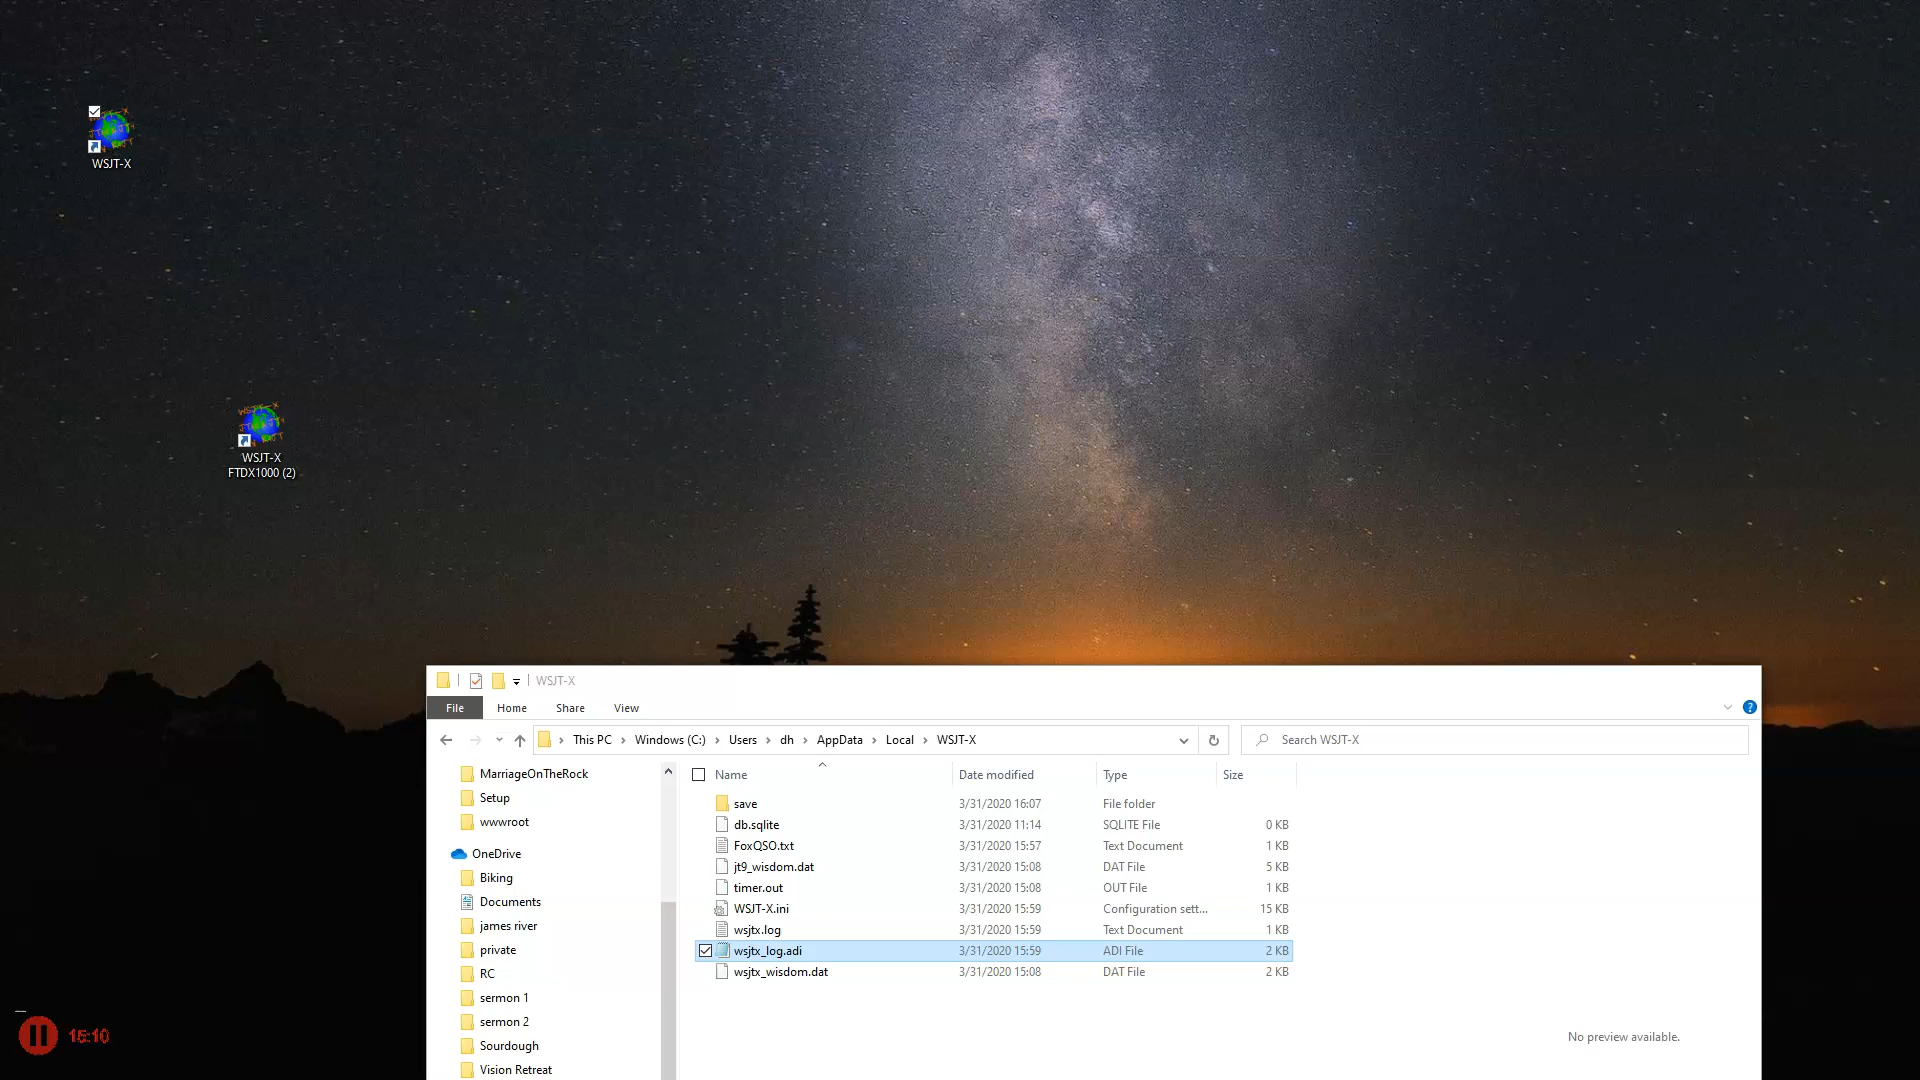 WSJT-X
WSJT-X
FTDX1000 (2)
WSJT-X
File Home Share View
This PC Windows (C:) Users dh AppData Local WSJT-X
Search WSJT-X
MarriageOnTheRock
Setup
wwwroot
OneDrive
Biking
Documents
james river
private
RC
sermon 1
sermon 2
Sourdough
Vision Retreat
Name Date modified Type Size
save 3/31/2020 16:07 File folder
db.sqlite 3/31/2020 11:14 SQLITE File 0 KB
FoxQSO.txt 3/31/2020 15:57 Text Document 1 KB
jt9_wisdom.dat 3/31/2020 15:08 DAT File 5 KB
timer.out 3/31/2020 15:08 OUT File 1 KB
WSJT-X.ini 3/31/2020 15:59 Configuration sett... 15 KB
wsjtx.log 3/31/2020 15:59 Text Document 1 KB
wsjtx_log.adi 3/31/2020 15:59 ADI File 2 KB
wsjtx_wisdom.dat 3/31/2020 15:08 DAT File 2 KB
No preview available.
15:10